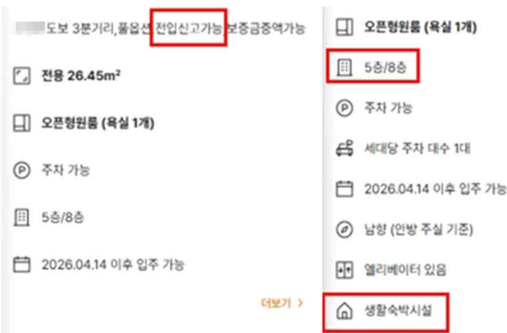 도보 3분거리,풀옵션,전입신고가능,보증금증액가능
전용 26.45m²
오픈형원룸 (욕실 1개)
주차 가능
5층/8층
2026.04.14 이후 입주 가능
더보기 >
오픈형원룸 (욕실 1개)
5층/8층
주차 가능
세대당 주차 대수 1대
2026.04.14 이후 입주 가능
남향 (안방 주실 기준)
엘리베이터 있음
생활숙박시설